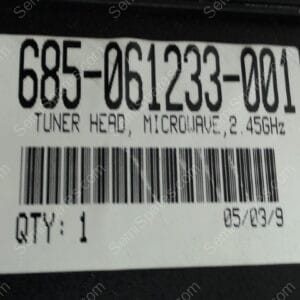 685-061233-001
TUNER HEAD, MICROWAVE,2.45GHz
QTY: 1 05/03/9